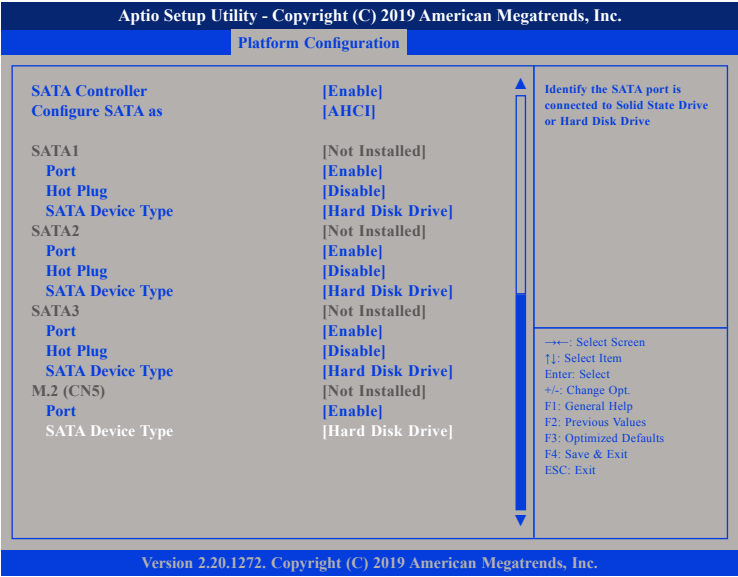 Aptio Setup Utility - Copyright (C) 2019 American Megatrends, Inc.
Platform Configuration
SATA Controller [Enable]
Configure SATA as [AHCI]
SATA1 [Not Installed]
Port [Enable]
Hot Plug [Disable]
SATA Device Type [Hard Disk Drive]
SATA2 [Not Installed]
Port [Enable]
Hot Plug [Disable]
SATA Device Type [Hard Disk Drive]
SATA3 [Not Installed]
Port [Enable]
Hot Plug [Disable]
SATA Device Type [Hard Disk Drive]
M.2 (CN5) [Not Installed]
Port [Enable]
SATA Device Type [Hard Disk Drive]
Identify the SATA port is
connected to Solid State Drive
or Hard Disk Drive
→←: Select Screen
↑↓: Select Item
Enter: Select
+/-: Change Opt.
F1: General Help
F2: Previous Values
F3: Optimized Defaults
F4: Save & Exit
ESC: Exit
Version 2.20.1272. Copyright (C) 2019 American Megatrends, Inc.